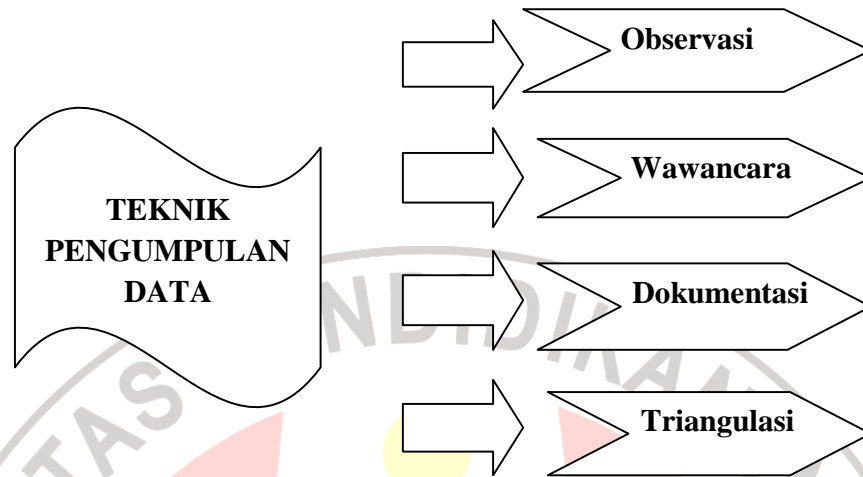 TEKNIK
PENGUMPULAN
DATA
Observasi
Wawancara
Dokumentasi
Triangulasi